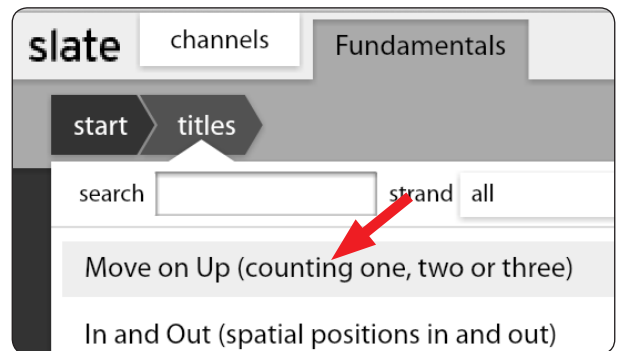 slate channels Fundamentals
start titles
search strand all
Move on Up (counting one, two or three)
In and Out (spatial positions in and out)